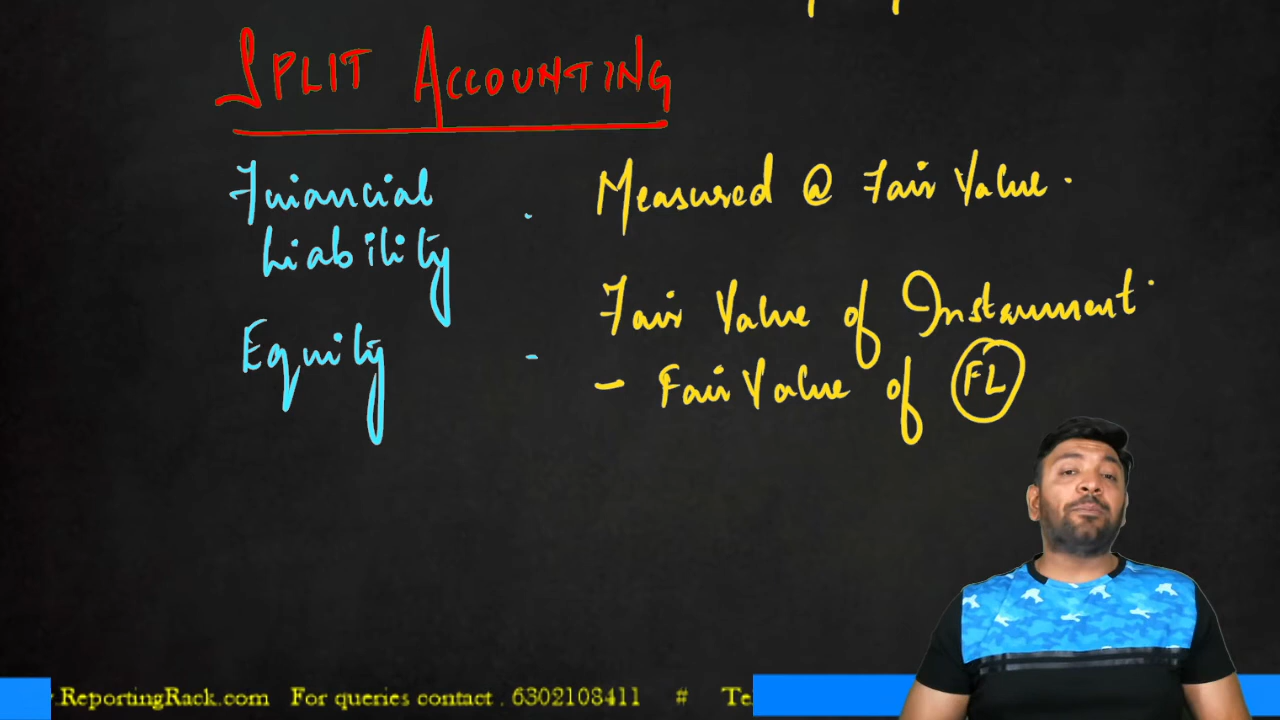 SPLIT ACCOUNTING
Financial Liability - Measured @ Fair Value.
Equity - Fair Value of Instrument.
- Fair Value of FL
.ReportingRack.com For queries contact . 6302108411 # Te